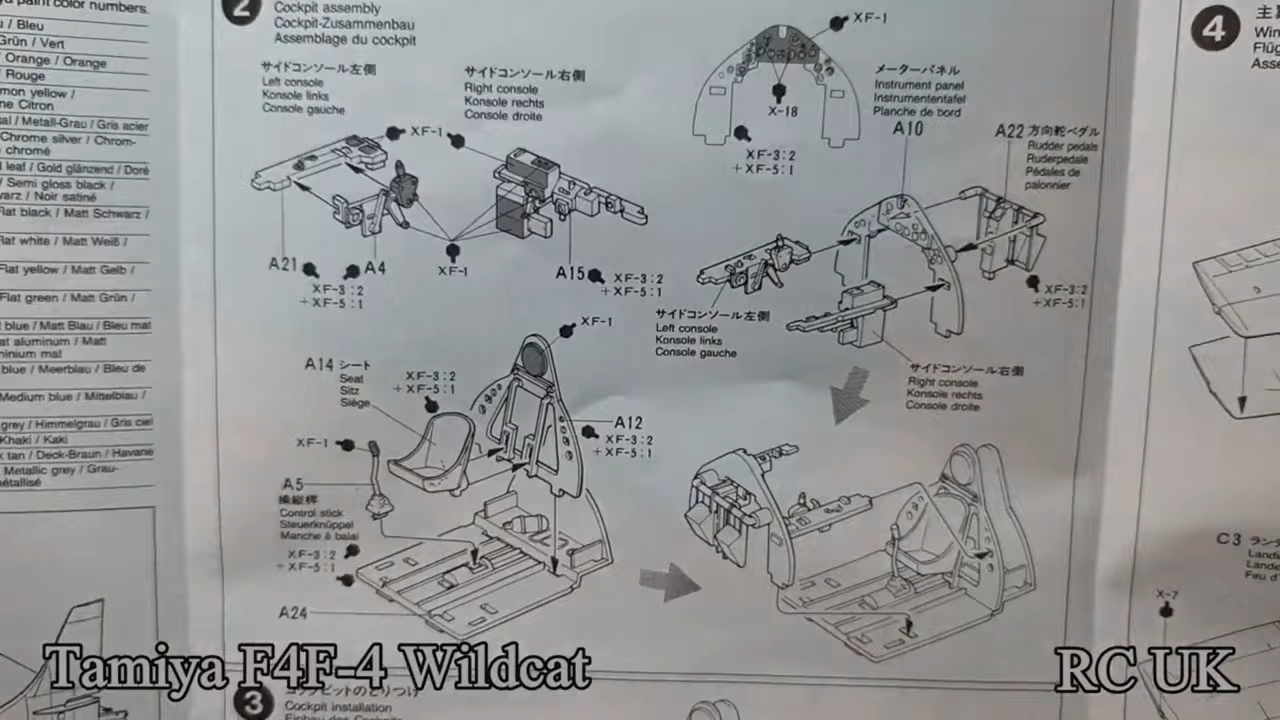 paint color numbers.
/ Bleu
Grün / Vert
Orange / Orange
/ Rouge
mon yellow /
ne Citron
tal / Metall-Grau / Gris acier
Chrome silver / Chrom-
chromé
leaf / Gold glänzend / Doré
/ Semi gloss black /
warz / Noir satiné
Flat black / Matt Schwarz /
Flat white / Matt Weiß /
Flat yellow / Matt Gelb /
Flat green / Matt Grün /
blue / Matt Blau / Bleu mat
at aluminum / Matt
minium mat
blue / Meerblau / Bleu de
Medium blue / Mittelblau /
grey / Himmelgrau / Gris ciel
Khaki / Kaki
k tan / Deck-Braun / Havane
Metallic grey / Grau-
métallisé
2
Cockpit assembly
Cockpit-Zusammenbau
Assemblage du cockpit
サイドコンソール左側
Left console
Konsole links
Console gauche
サイドコンソール右側
Right console
Konsole rechts
Console droite
XF-1
XF-1
X-18
XF-3:2
+XF-5:1
メーターパネル
Instrument panel
Instrumententafel
Planche de bord
A10
A22 方向舵ペダル
Rudder pedals
Ruderpedale
Pédales de
palonnier
A21
A4
XF-3:2
+XF-5:1
XF-1
A15
XF-3:2
+XF-5:1
XF-3:2
+XF-5:1
サイドコンソール左側
Left console
Konsole links
Console gauche
サイドコンソール右側
Right console
Konsole rechts
Console droite
XF-1
A14 シート
Seat
Sitz
Siège
XF-3:2
+XF-5:1
A12
XF-3:2
+XF-5:1
XF-1
A5
操縦桿
Control stick
Steuerknüppel
Manche à balai
XF-3:2
+XF-5:1
A24
3
コックピットのとりつけ
Cockpit installation
4
主
Win
Flüg
Asse
C3 ラン
Land
Lande
Feu d'
X-7
Tamiya F4F-4 Wildcat
RC UK